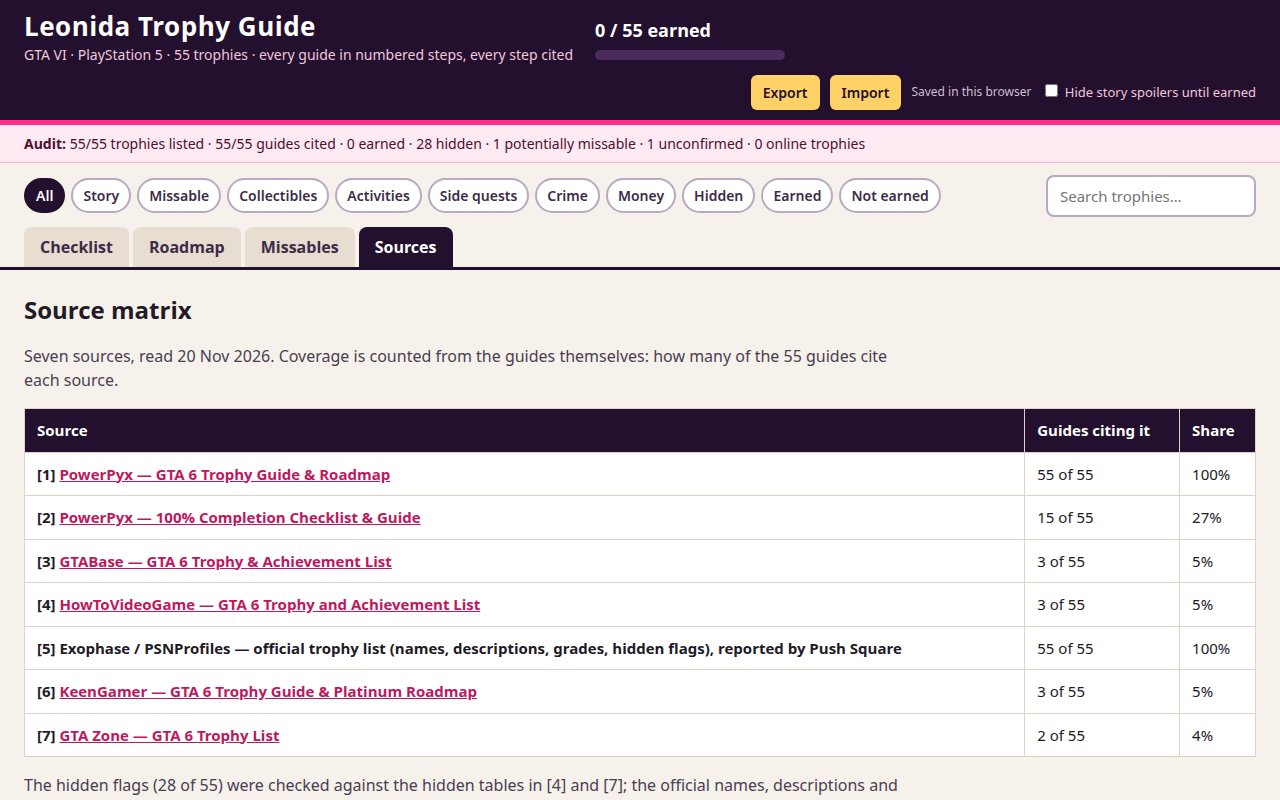 Leonida Trophy Guide
GTA VI · PlayStation 5 · 55 trophies · every guide in numbered steps, every step cited
0 / 55 earned
Export
Import
Saved in this browser
Hide story spoilers until earned
Audit: 55/55 trophies listed · 55/55 guides cited · 0 earned · 28 hidden · 1 potentially missable · 1 unconfirmed · 0 online trophies
All
Story
Missable
Collectibles
Activities
Side quests
Crime
Money
Hidden
Earned
Not earned
Search trophies…
Checklist
Roadmap
Missables
Sources
Source matrix
Seven sources, read 20 Nov 2026. Coverage is counted from the guides themselves: how many of the 55 guides cite
each source.
Source Guides citing it Share
[1] PowerPyx — GTA 6 Trophy Guide & Roadmap 55 of 55 100%
[2] PowerPyx — 100% Completion Checklist & Guide 15 of 55 27%
[3] GTABase — GTA 6 Trophy & Achievement List 3 of 55 5%
[4] HowToVideoGame — GTA 6 Trophy and Achievement List 3 of 55 5%
[5] Exophase / PSNProfiles — official trophy list (names, descriptions, grades, hidden flags), reported by Push Square 55 of 55 100%
[6] KeenGamer — GTA 6 Trophy Guide & Platinum Roadmap 3 of 55 5%
[7] GTA Zone — GTA 6 Trophy List 2 of 55 4%
The hidden flags (28 of 55) were checked against the hidden tables in [4] and [7]; the official names, descriptions and